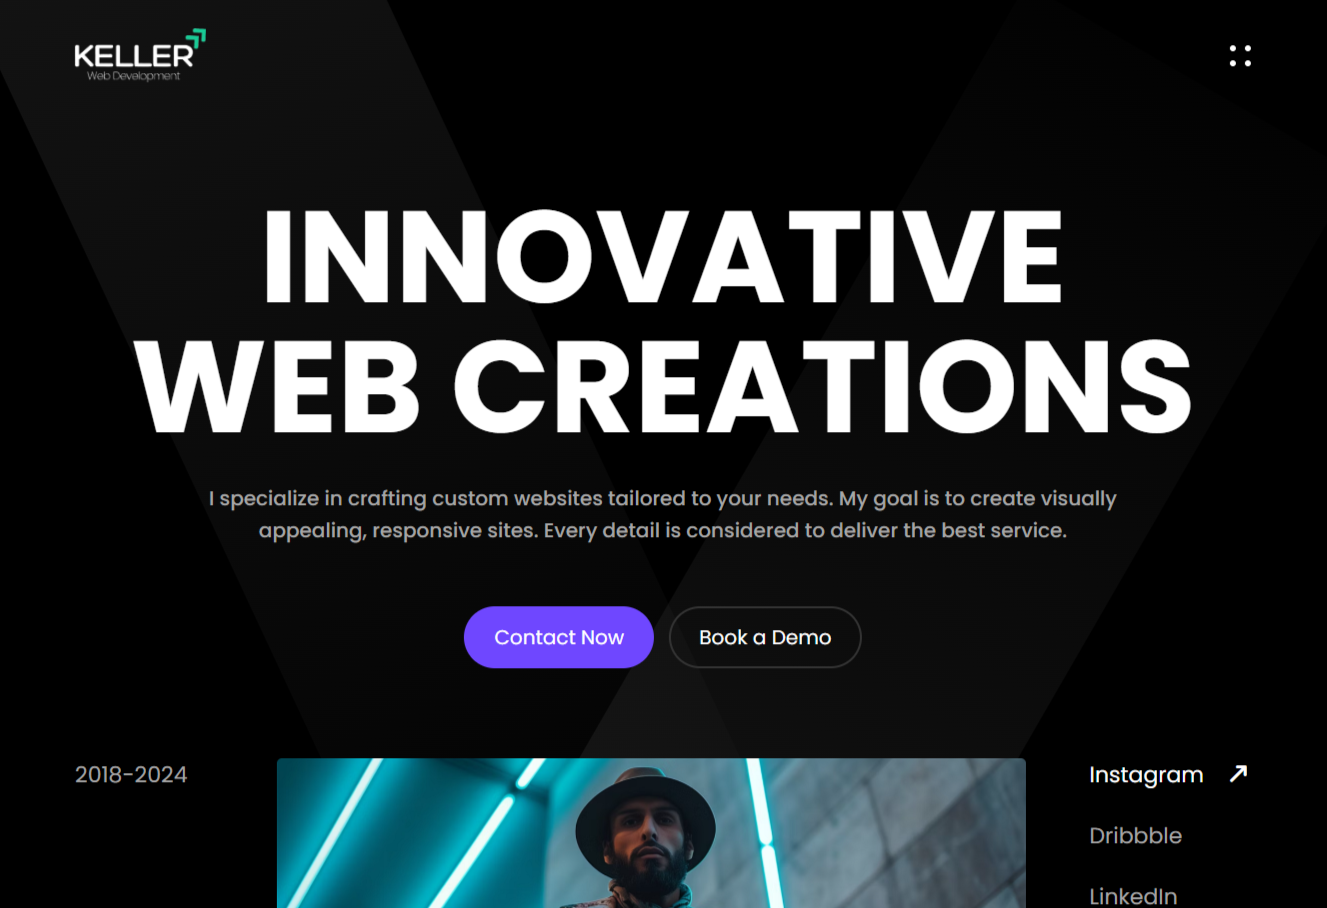 KELLER
Web Development
INNOVATIVE
WEB CREATIONS
I specialize in crafting custom websites tailored to your needs. My goal is to create visually
appealing, responsive sites. Every detail is considered to deliver the best service.
Contact Now
Book a Demo
2018-2024
Instagram
Dribbble
LinkedIn